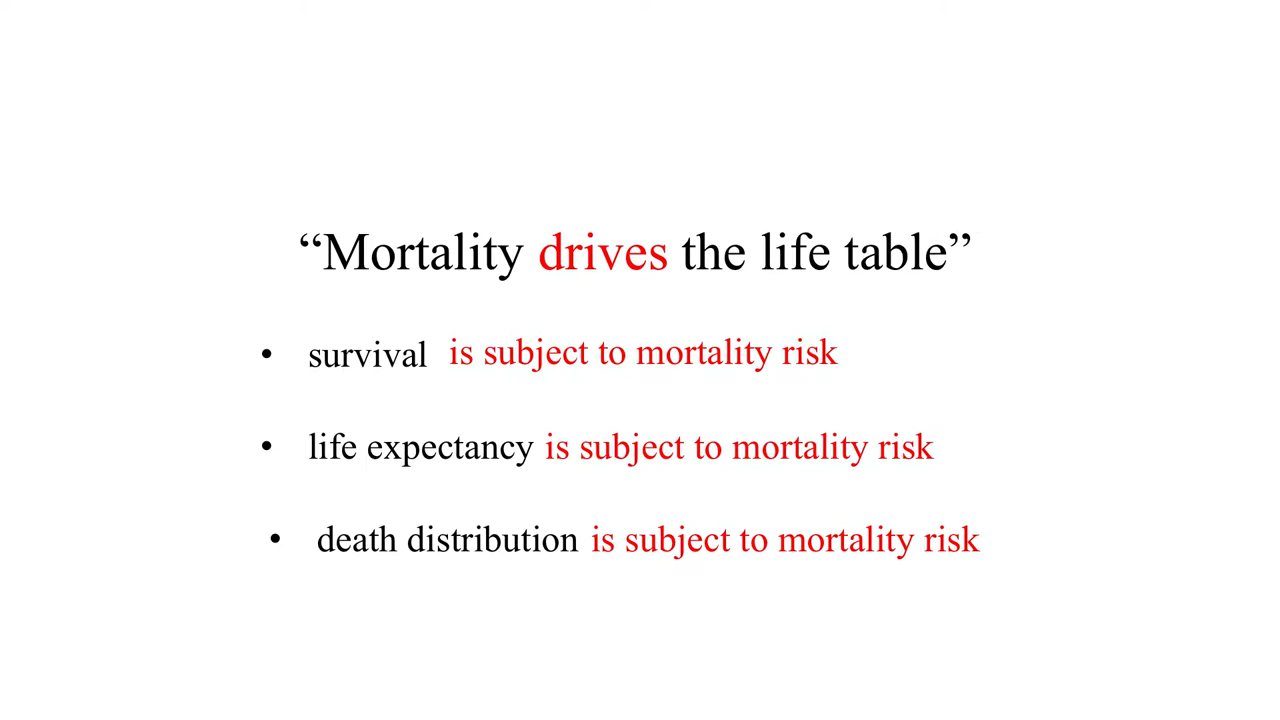 “Mortality drives the life table”
• survival is subject to mortality risk
• life expectancy is subject to mortality risk
• death distribution is subject to mortality risk